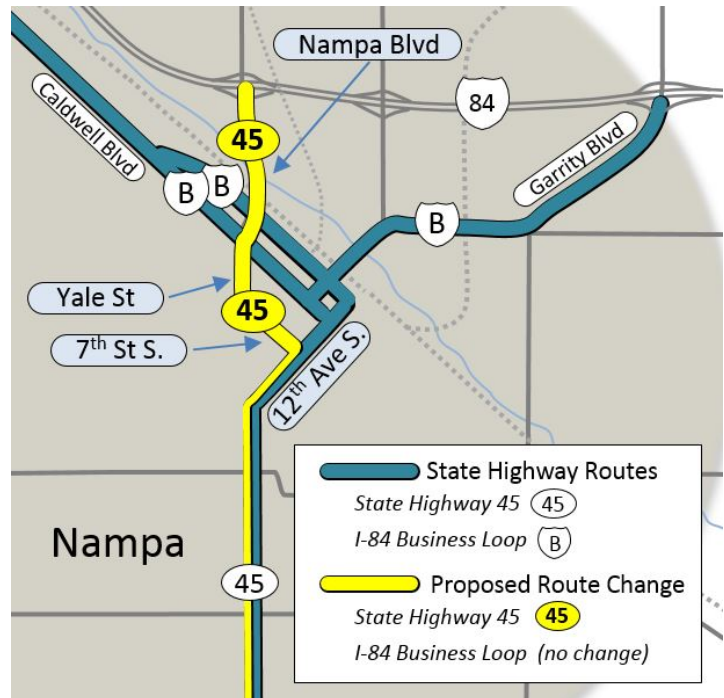 Nampa Blvd
84
45
Caldwell Blvd
Garrity Blvd
B
B
B
Yale St
45
7th St S.
12th Ave S.
State Highway Routes
State Highway 45 45
I-84 Business Loop B
Nampa
Proposed Route Change
45
State Highway 45 45
I-84 Business Loop (no change)